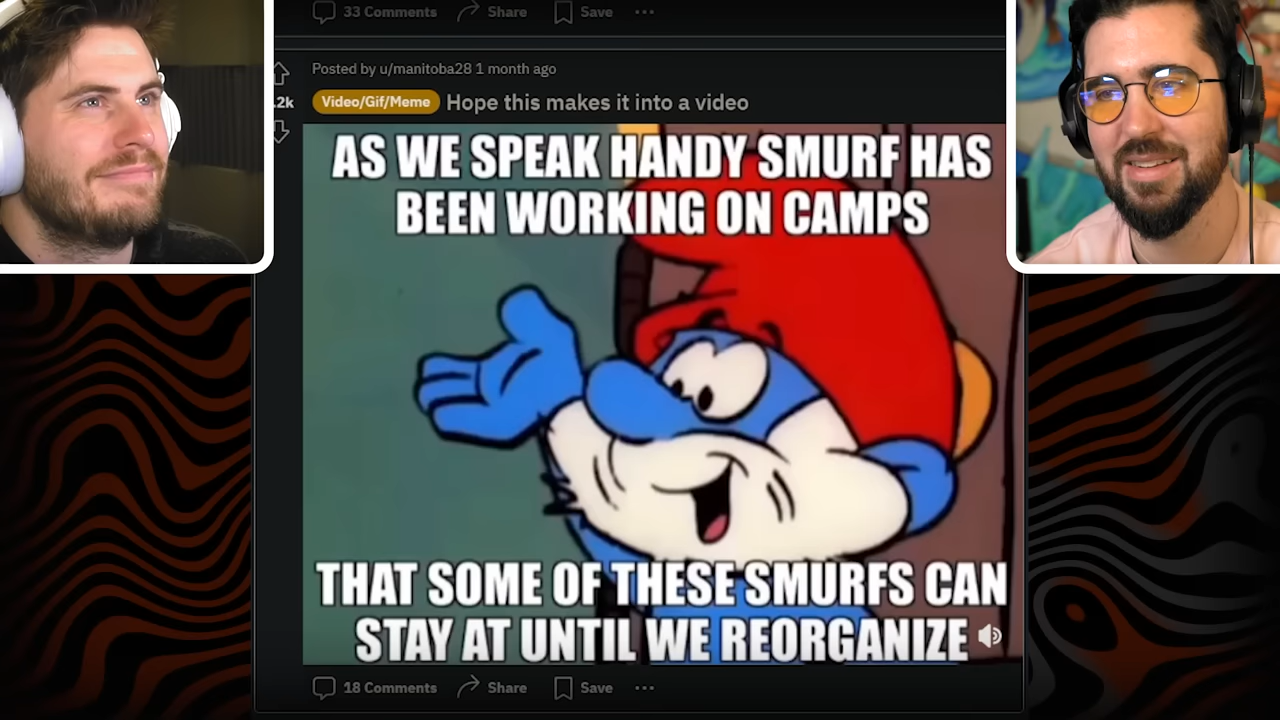 33 Comments Share Save
Posted by u/manitoba28 1 month ago
.2k
Video/Gif/Meme Hope this makes it into a video
AS WE SPEAK HANDY SMURF HAS
BEEN WORKING ON CAMPS
THAT SOME OF THESE SMURFS CAN
STAY AT UNTIL WE REORGANIZE
18 Comments Share Save